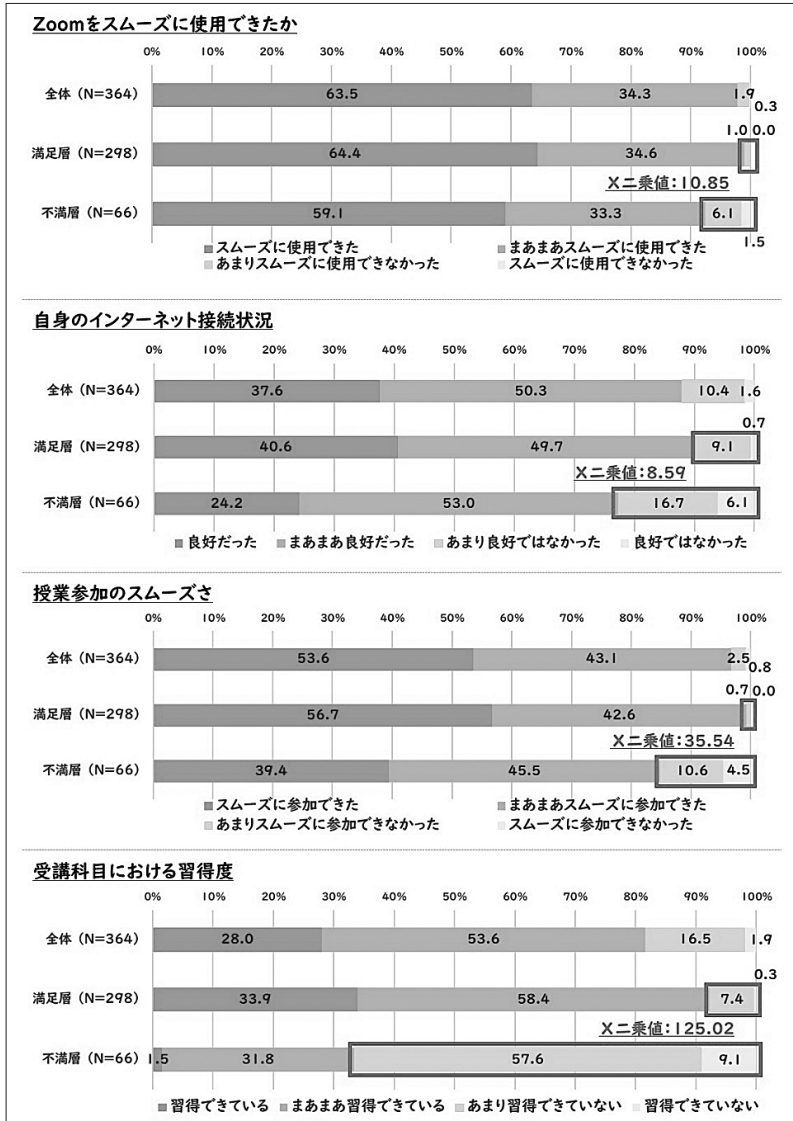 Zoomをスムーズに使用できたか
0% 10% 20% 30% 40% 50% 60% 70% 80% 90% 100%
全体（N=364） 63.5 34.3 1.9 0.3
満足層（N=298） 64.4 34.6 1.0 0.0
X二乗値:10.85
不満層（N=66） 59.1 33.3 6.1 1.5
■スムーズに使用できた ■まあまあスムーズに使用できた
■あまりスムーズに使用できなかった ■スムーズに使用できなかった
自身のインターネット接続状況
0% 10% 20% 30% 40% 50% 60% 70% 80% 90% 100%
全体（N=364） 37.6 50.3 10.4 1.6
満足層（N=298） 40.6 49.7 9.1 0.7
X二乗値:8.59
不満層（N=66） 24.2 53.0 16.7 6.1
■良好だった ■まあまあ良好だった ■あまり良好ではなかった ■良好ではなかった
授業参加のスムーズさ
0% 10% 20% 30% 40% 50% 60% 70% 80% 90% 100%
全体（N=364） 53.6 43.1 2.5 0.8
満足層（N=298） 56.7 42.6 0.7 0.0
X二乗値:35.54
不満層（N=66） 39.4 45.5 10.6 4.5
■スムーズに参加できた ■まあまあスムーズに参加できた
■あまりスムーズに参加できなかった ■スムーズに参加できなかった
受講科目における習得度
0% 10% 20% 30% 40% 50% 60% 70% 80% 90% 100%
全体（N=364） 28.0 53.6 16.5 1.9
満足層（N=298） 33.9 58.4 7.4 0.3
X二乗値:125.02
不満層（N=66） 1.5 31.8 57.6 9.1
■習得できている ■まあまあ習得できている ■あまり習得できていない ■習得できていない